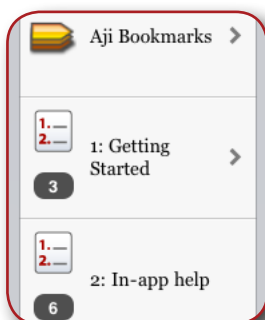 Aji Bookmarks
1.
2.
1: Getting
Started
3
1.
2.
2: In-app help
6